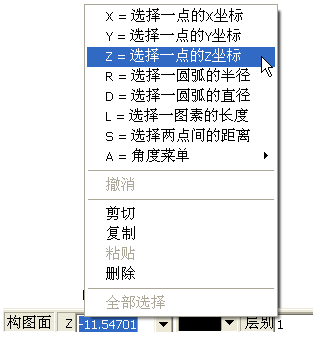 X = 选择一点的X坐标
Y = 选择一点的Y坐标
Z = 选择一点的Z坐标
R = 选择一圆弧的半径
D = 选择一圆弧的直径
L = 选择一图素的长度
S = 选择两点间的距离
A = 角度菜单
撤消
剪切
复制
粘贴
删除
全部选择
构图面 Z -11.54701 层别 1